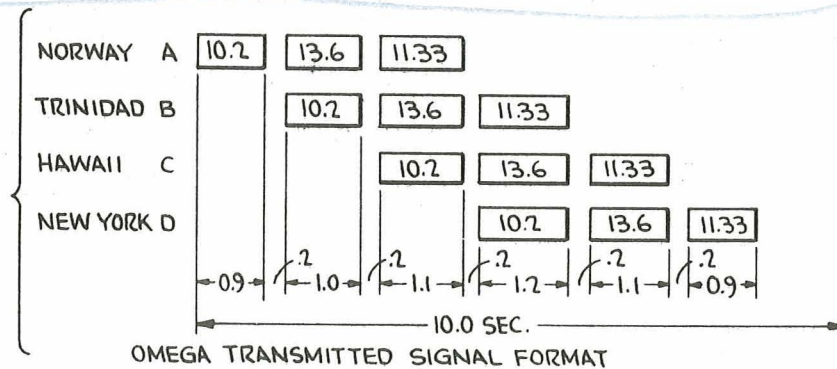 NORWAY A 10.2 13.6 11.33
TRINIDAD B 10.2 13.6 11.33
HAWAII C 10.2 13.6 11.33
NEW YORK D 10.2 13.6 11.33
.2 .2 .2 .2 .2
0.9 1.0 1.1 1.2 1.1 0.9
10.0 SEC.
OMEGA TRANSMITTED SIGNAL FORMAT